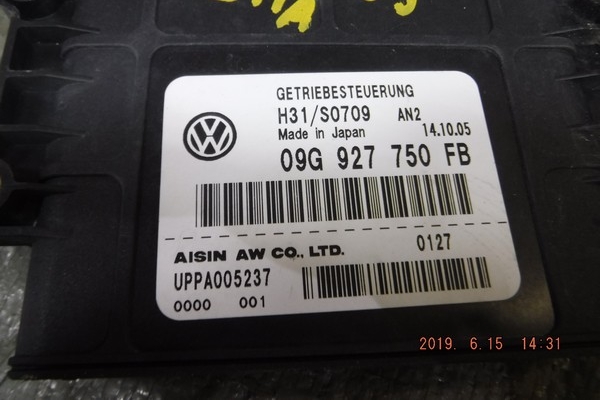 GETRIEBESTEUERUNG
H31/S0709 AN2
Made in Japan 14.10.05
09G 927 750 FB
AISIN AW CO., LTD. 0127
UPPA005237
0000 001
2019. 6.15 14:31